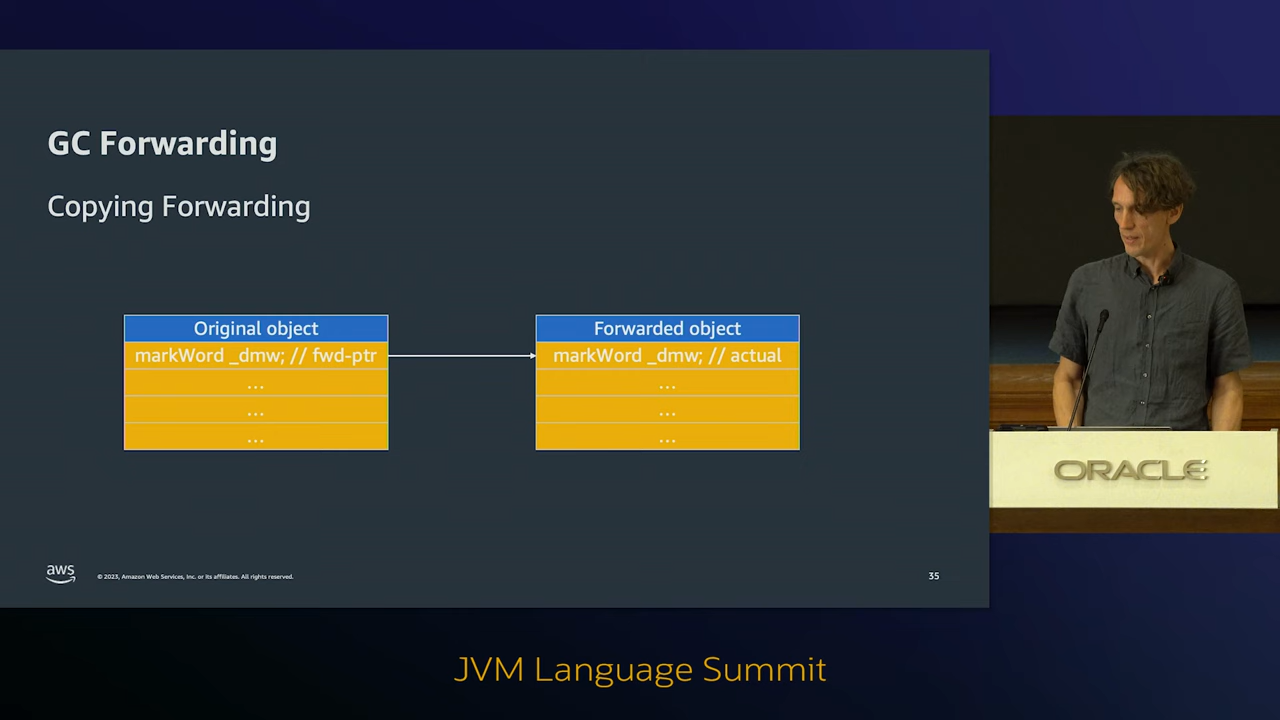 GC Forwarding
Copying Forwarding
Original object
markWord _dmw; // fwd-ptr
...
...
...
Forwarded object
markWord _dmw; // actual
...
...
...
aws
© 2023, Amazon Web Services, Inc. or its affiliates. All rights reserved.
35
ORACLE
JVM Language Summit